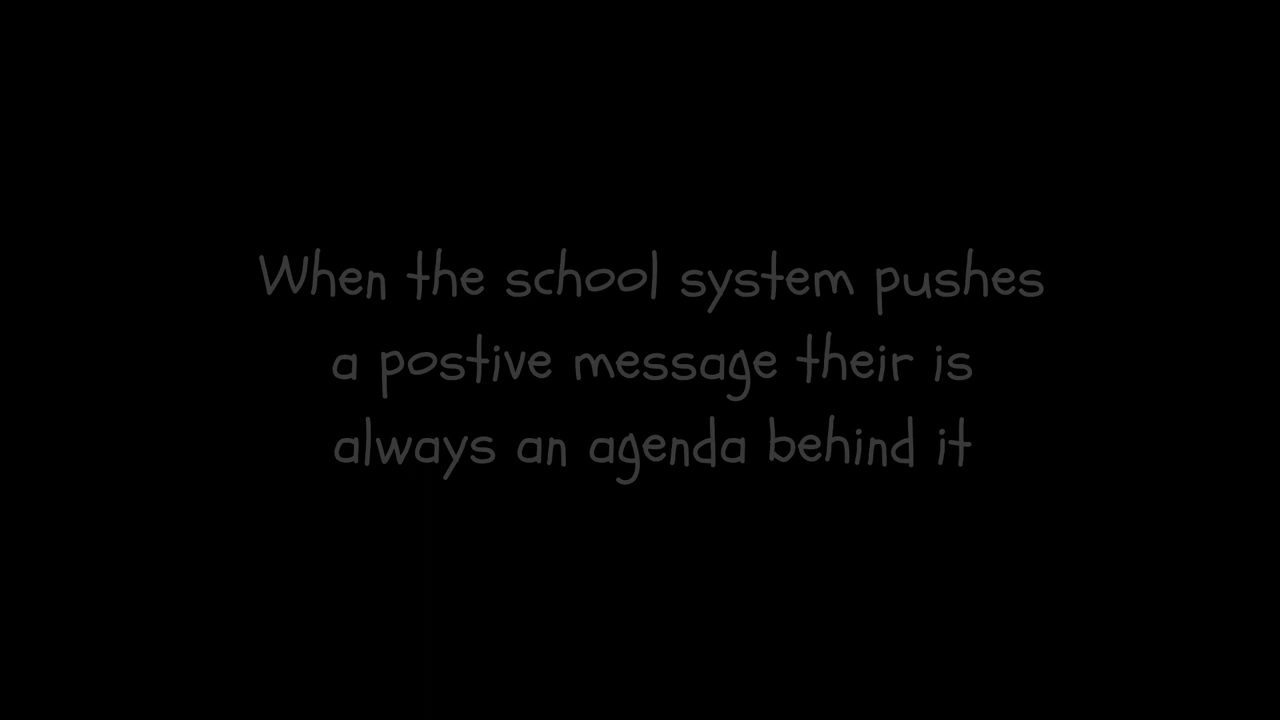 When the school system pushes
a postive message their is
always an agenda behind it